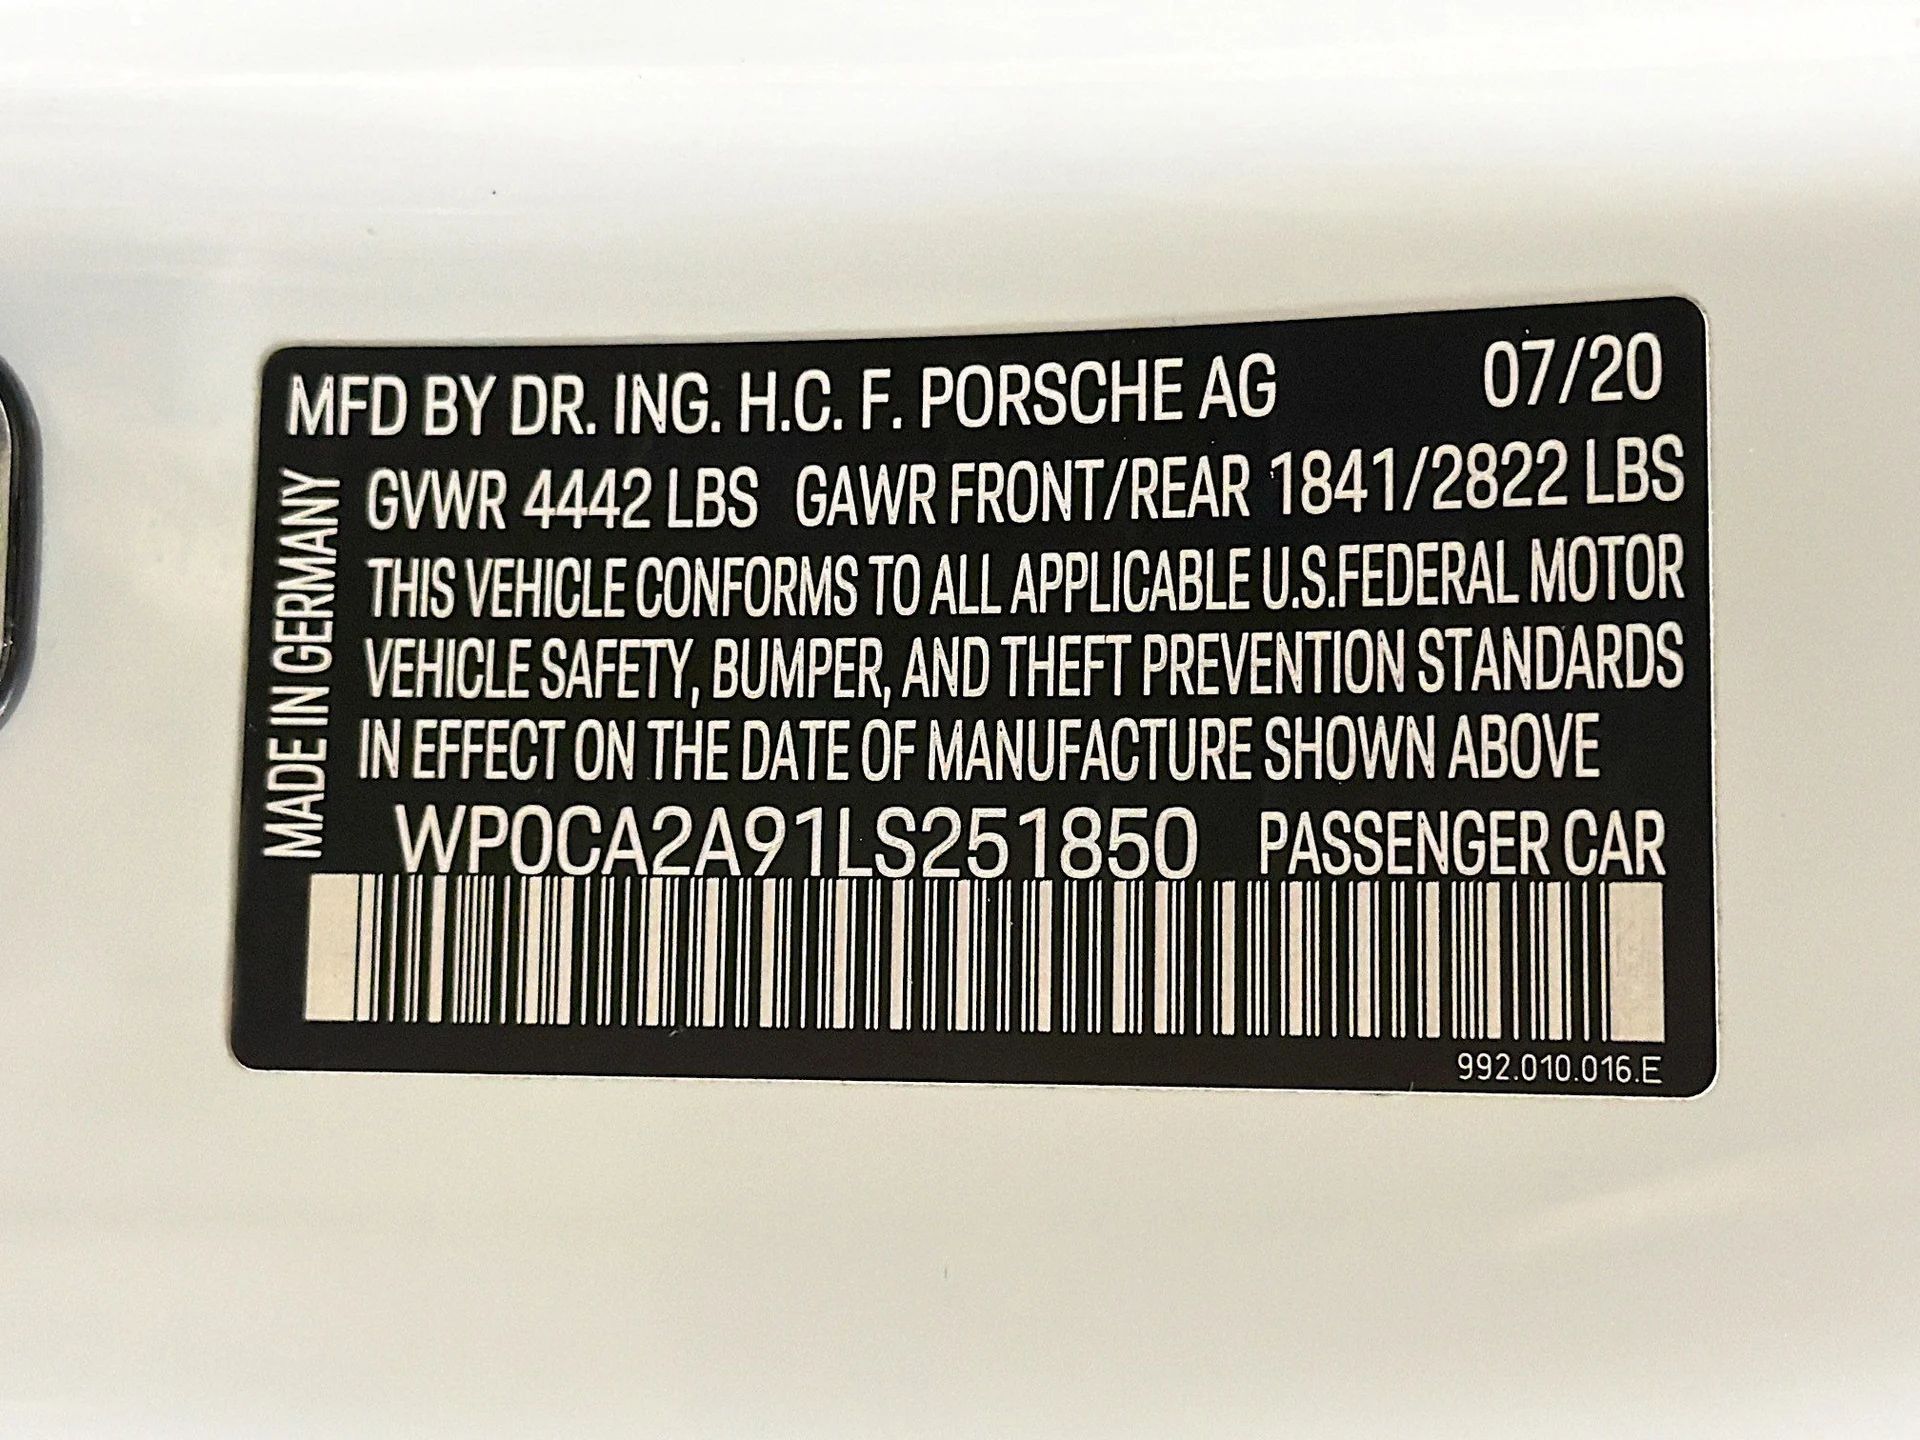 MFD BY DR. ING. H.C. F. PORSCHE AG 07/20
GVWR 4442 LBS GAWR FRONT/REAR 1841/2822 LBS
THIS VEHICLE CONFORMS TO ALL APPLICABLE U.S.FEDERAL MOTOR
VEHICLE SAFETY, BUMPER, AND THEFT PREVENTION STANDARDS
IN EFFECT ON THE DATE OF MANUFACTURE SHOWN ABOVE
MADE IN GERMANY
WP0CA2A91LS251850 PASSENGER CAR
992.010.016.E